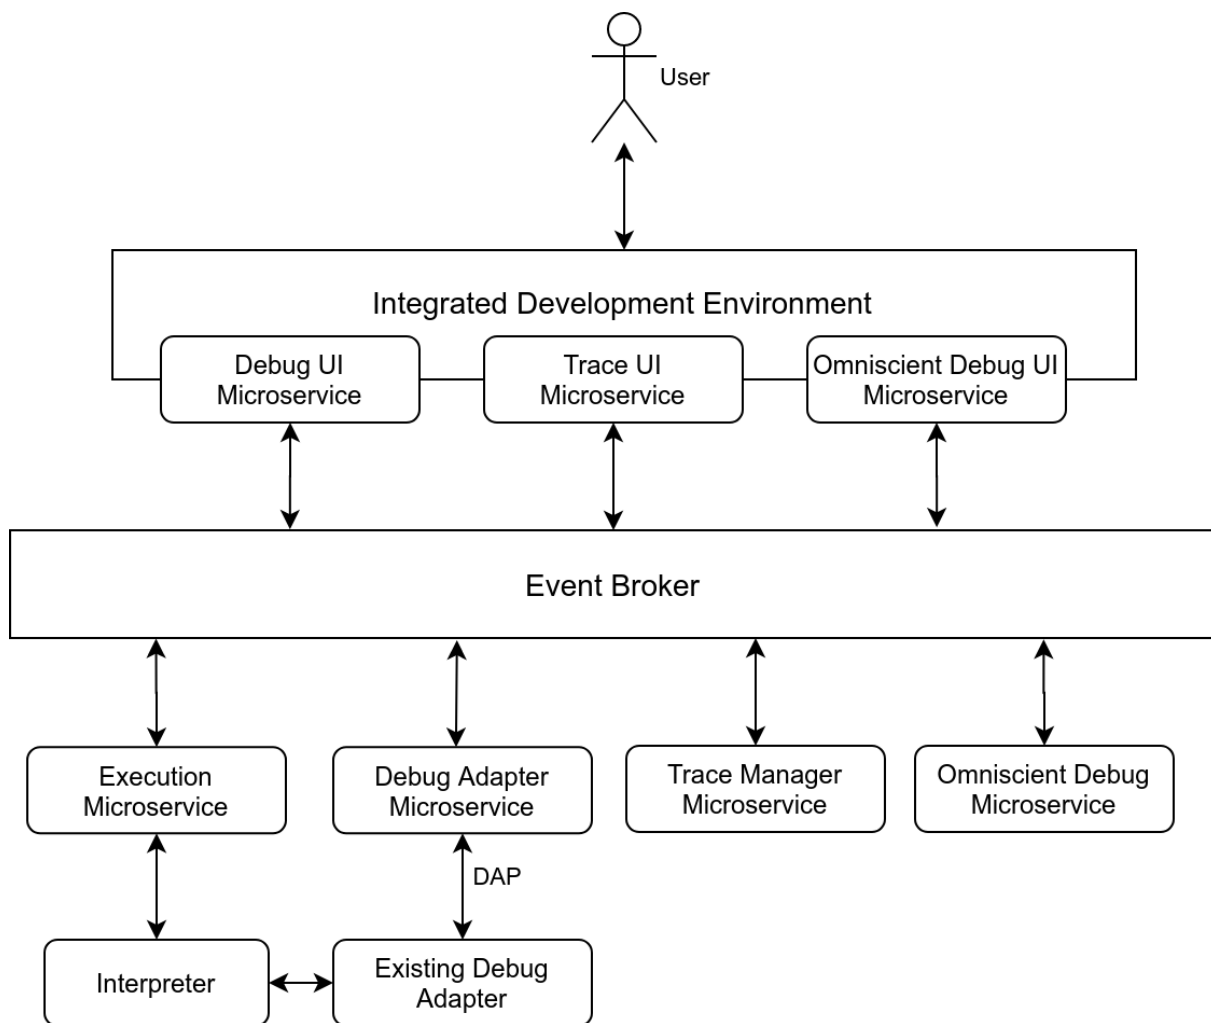 User
Integrated Development Environment
Debug UI
Microservice
Trace UI
Microservice
Omniscient Debug UI
Microservice
Event Broker
Execution
Microservice
Debug Adapter
Microservice
Trace Manager
Microservice
Omniscient Debug
Microservice
DAP
Interpreter
Existing Debug
Adapter